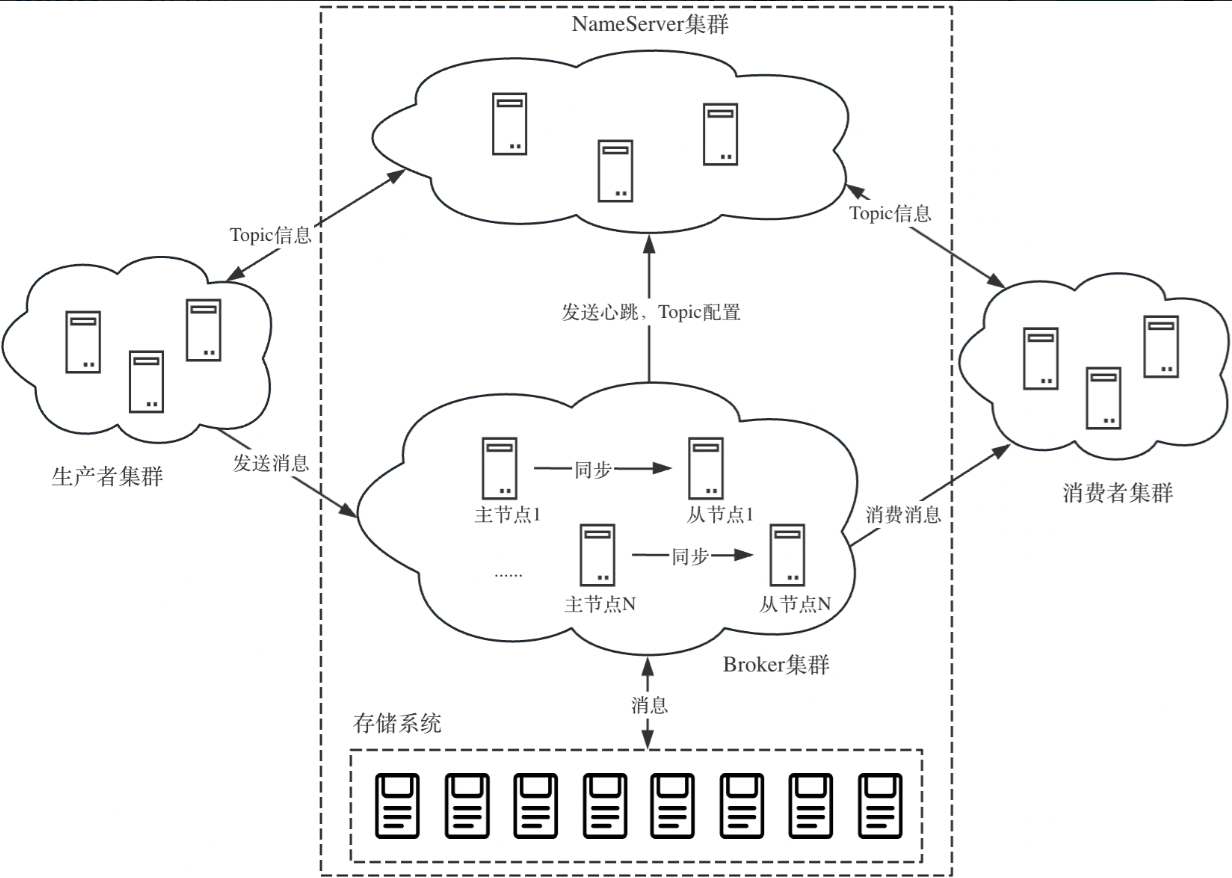 NameServer集群
Topic信息
Topic信息
发送心跳，Topic配置
生产者集群
发送消息
同步
主节点1
从节点1
消费者集群
消费消息
同步
......
主节点N
从节点N
Broker集群
消息
存储系统